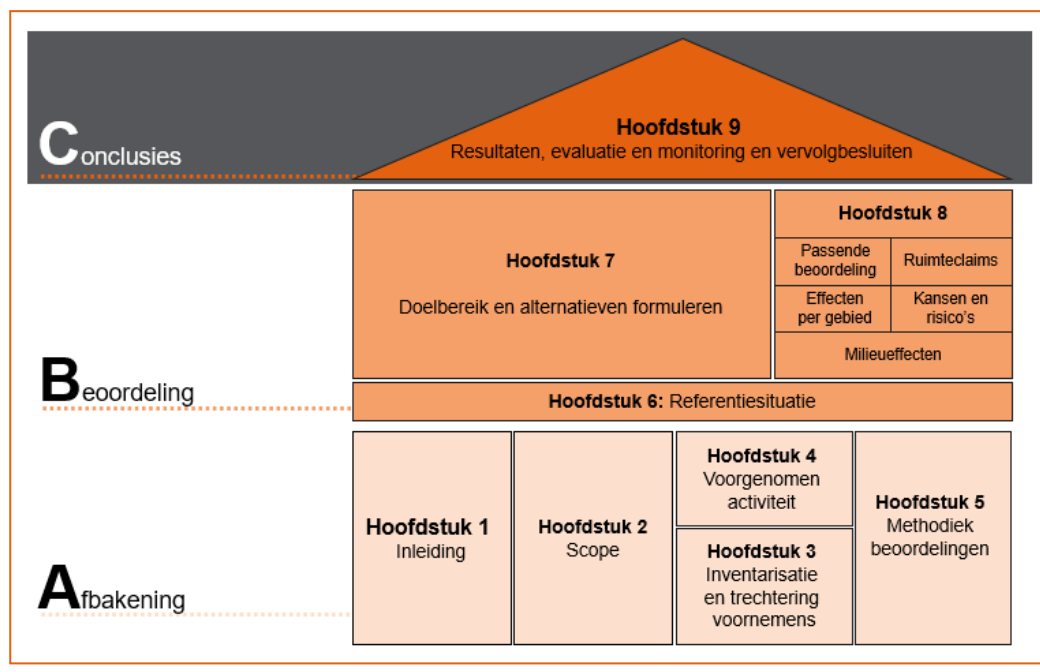 Hoofdstuk 9
Resultaten, evaluatie en monitoring en vervolgbesluiten
Conclusies
Hoofdstuk 7
Doelbereik en alternatieven formuleren
Hoofdstuk 8
Passende
beoordeling
Ruimteclaims
Effecten
per gebied
Kansen en
risico's
Milieueffecten
Beoordeling
Hoofdstuk 6: Referentiesituatie
Hoofdstuk 1
Inleiding
Hoofdstuk 2
Scope
Hoofdstuk 4
Voorgenomen
activiteit
Hoofdstuk 3
Inventarisatie
en trechtering
voornemens
Hoofdstuk 5
Methodiek
beoordelingen
Afbakening